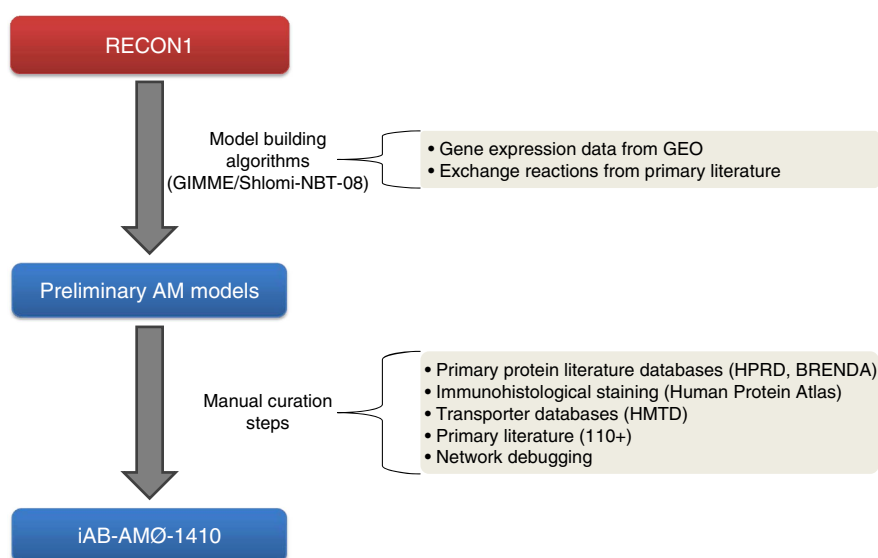 RECON1
Model building
algorithms
(GIMME/Shlomi-NBT-08)
• Gene expression data from GEO
• Exchange reactions from primary literature
Preliminary AM models
Manual curation
steps
• Primary protein literature databases (HPRD, BRENDA)
• Immunohistological staining (Human Protein Atlas)
• Transporter databases (HMTD)
• Primary literature (110+)
• Network debugging
iAB-AMØ-1410